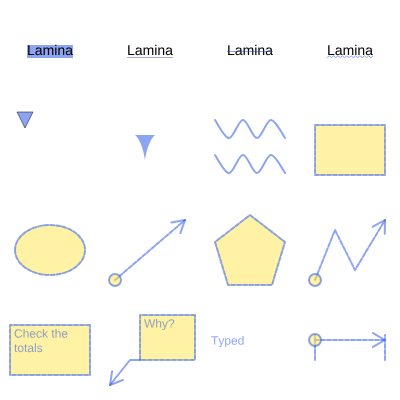 Lamina
Lamina
Lamina
Lamina
Check the
totals
Why?
Typed